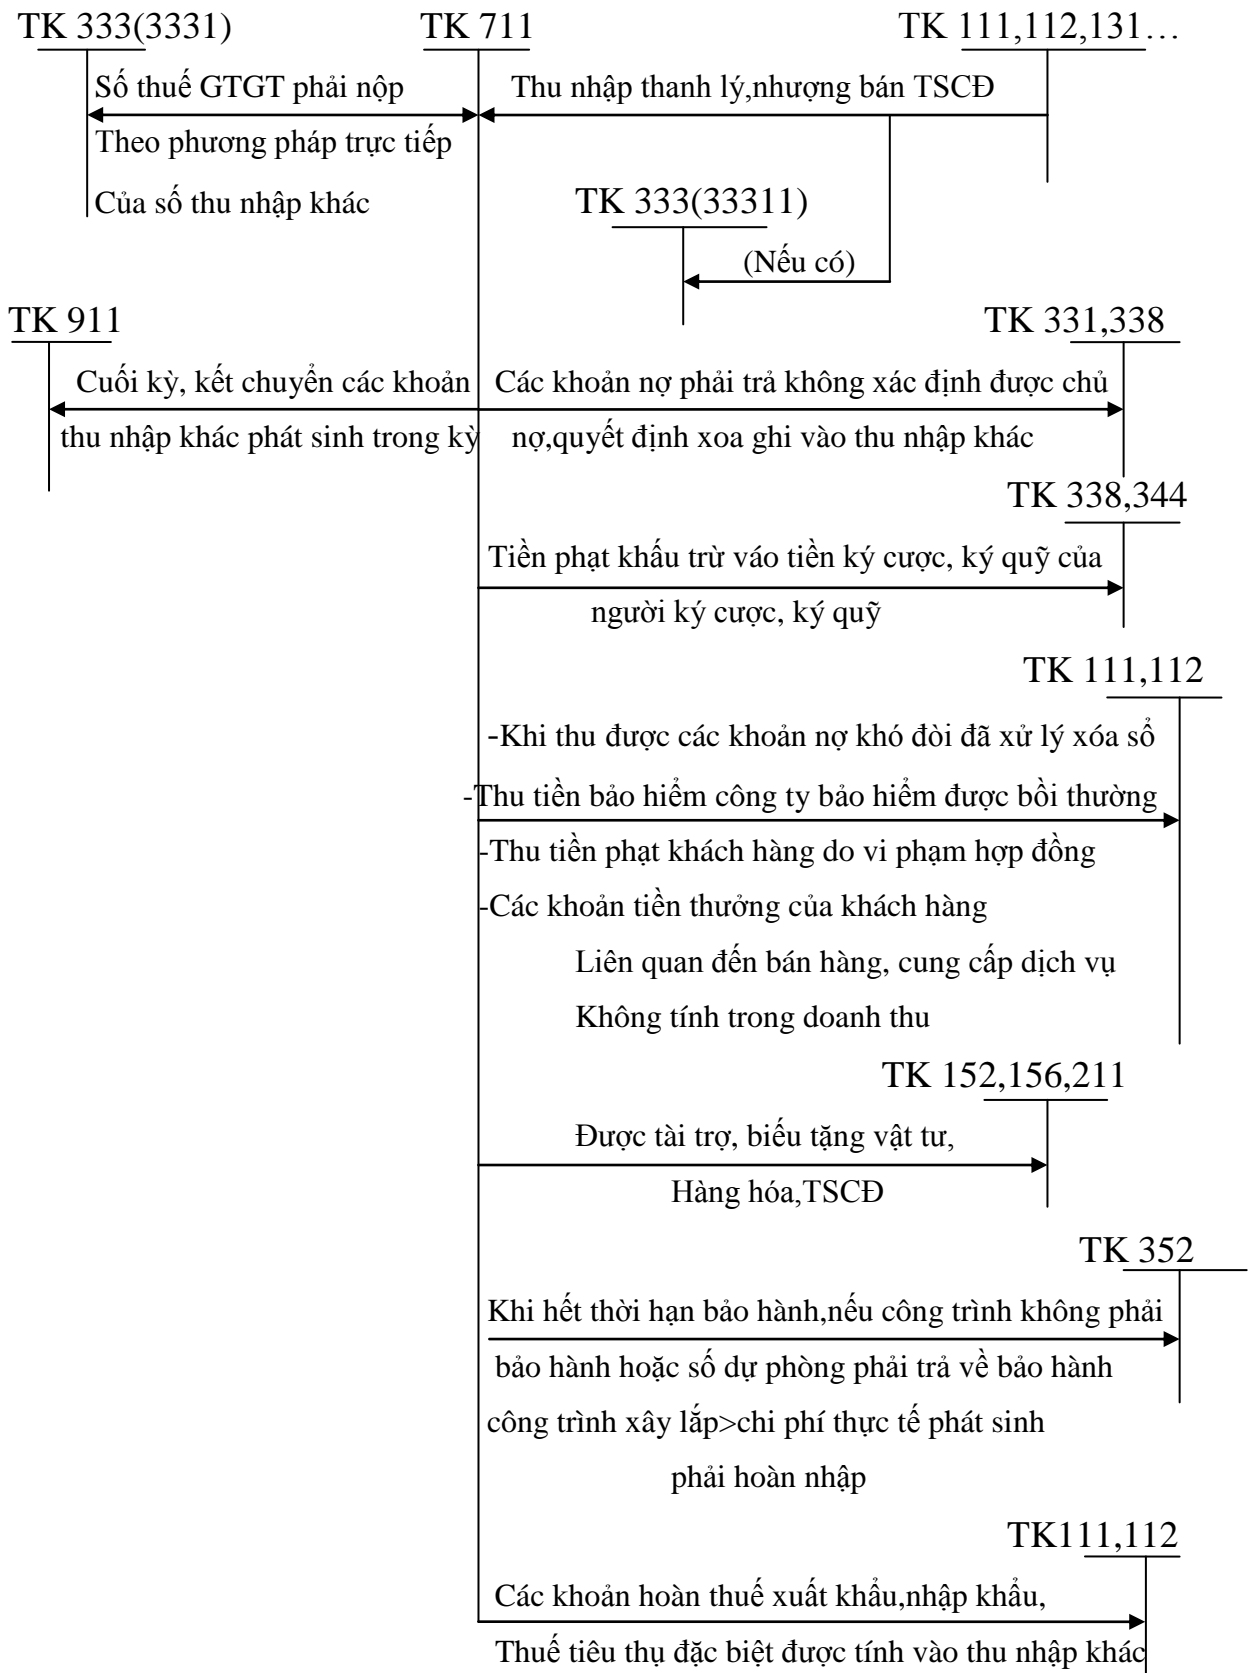 TK 333(3331)
TK 711
TK 111,112,131…
Số thuế GTGT phải nộp
Thu nhập thanh lý,nhượng bán TSCĐ
Theo phương pháp trực tiếp
Của số thu nhập khác
TK 333(33311)
(Nếu có)
TK 911
TK 331,338
Cuối kỳ, kết chuyển các khoản
Các khoản nợ phải trả không xác định được chủ
thu nhập khác phát sinh trong kỳ
nợ,quyết định xoa ghi vào thu nhập khác
TK 338,344
Tiền phạt khấu trừ váo tiền ký cược, ký quỹ của
người ký cược, ký quỹ
TK 111,112
-Khi thu được các khoản nợ khó đòi đã xử lý xóa sổ
-Thu tiền bảo hiểm công ty bảo hiểm được bồi thường
-Thu tiền phạt khách hàng do vi phạm hợp đồng
-Các khoản tiền thưởng của khách hàng
Liên quan đến bán hàng, cung cấp dịch vụ
Không tính trong doanh thu
TK 152,156,211
Được tài trợ, biếu tặng vật tư,
Hàng hóa,TSCĐ
TK 352
Khi hết thời hạn bảo hành,nếu công trình không phải
bảo hành hoặc số dự phòng phải trả về bảo hành
công trình xây lắp>chi phí thực tế phát sinh
phải hoàn nhập
TK111,112
Các khoản hoàn thuế xuất khẩu,nhập khẩu,
Thuế tiêu thụ đặc biệt được tính vào thu nhập khác